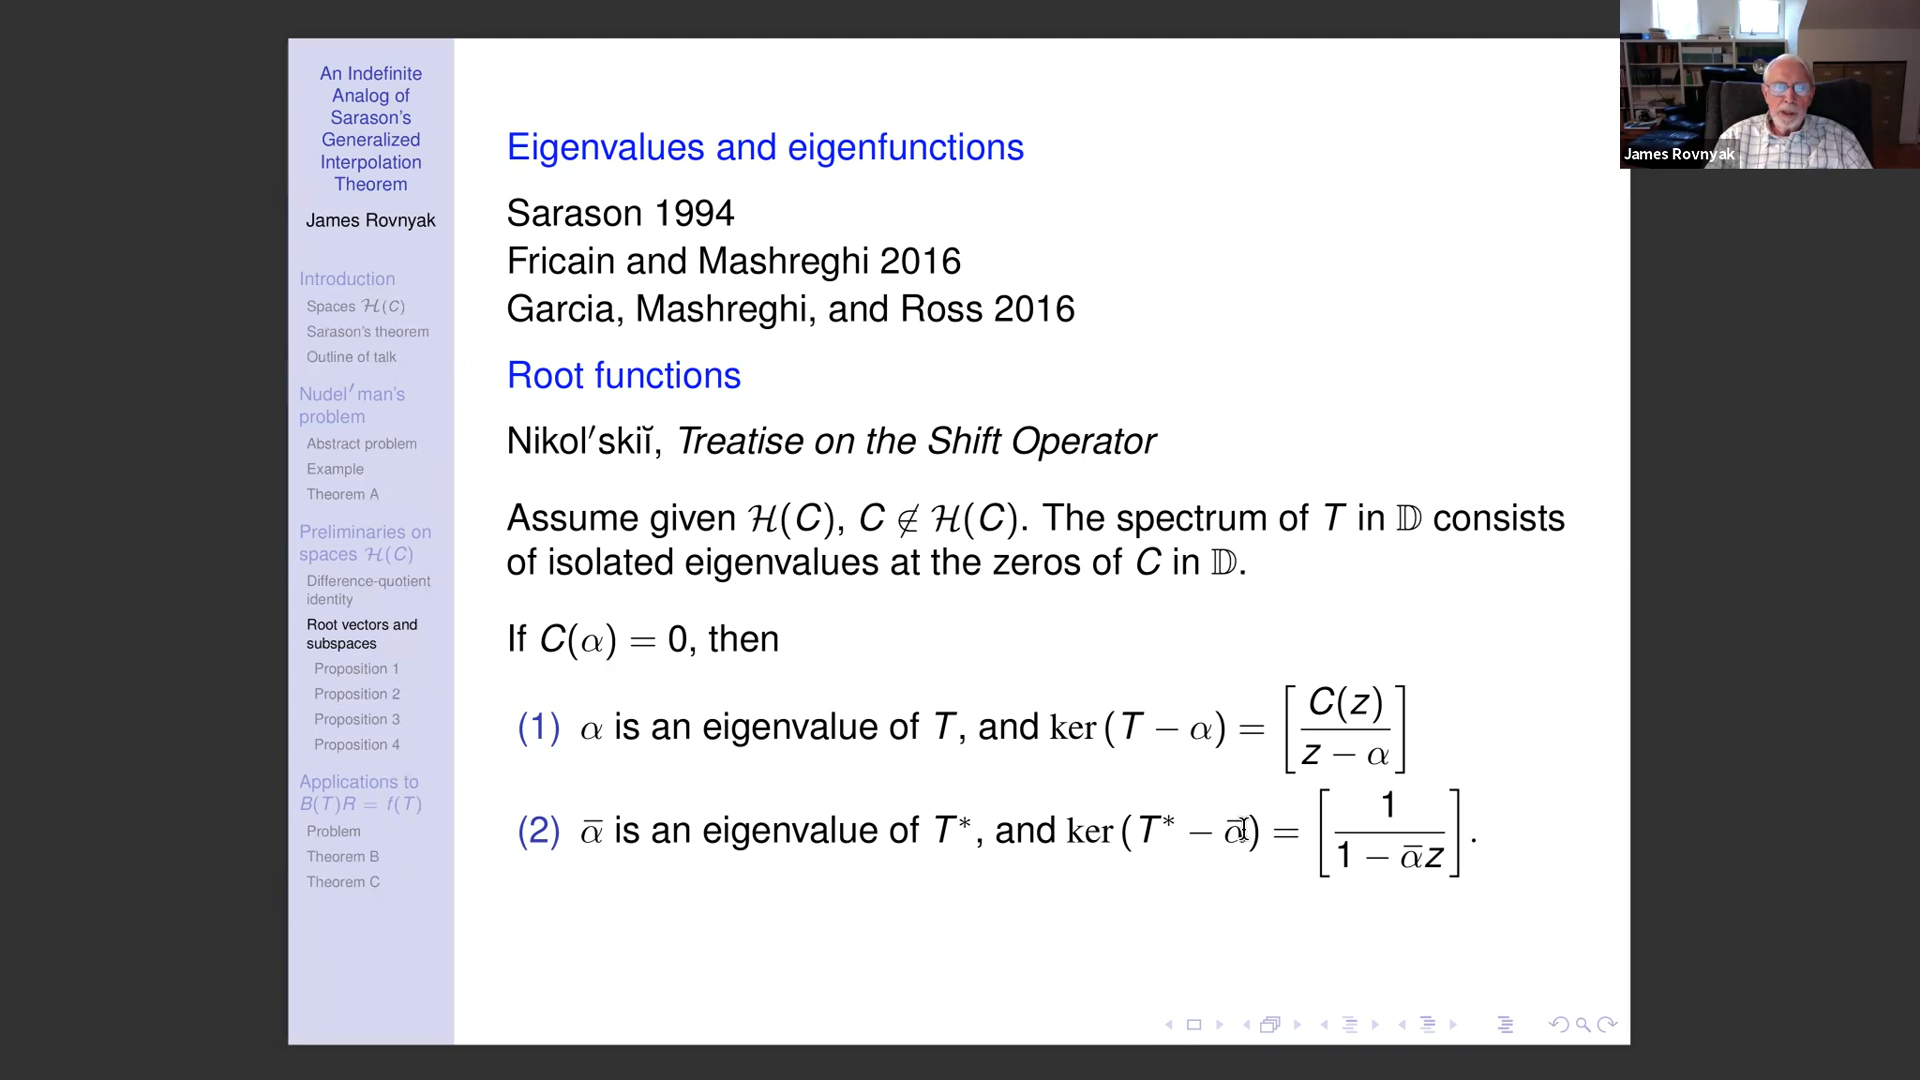 An Indefinite
Analog of
Sarason's
Generalized
Interpolation
Theorem
James Rovnyak
Introduction
Spaces ℋ(C)
Sarason's theorem
Outline of talk
Nudel′man's
problem
Abstract problem
Example
Theorem A
Preliminaries on
spaces ℋ(C)
Difference-quotient
identity
Root vectors and
subspaces
Proposition 1
Proposition 2
Proposition 3
Proposition 4
Applications to
B(T)R = f(T)
Problem
Theorem B
Theorem C
Eigenvalues and eigenfunctions
Sarason 1994
Fricain and Mashreghi 2016
Garcia, Mashreghi, and Ross 2016
Root functions
Nikol′skiĭ, Treatise on the Shift Operator
Assume given ℋ(C), C ∉ ℋ(C). The spectrum of T in 𝔻 consists
of isolated eigenvalues at the zeros of C in 𝔻.
If C(α) = 0, then
(1) α is an eigenvalue of T, and ker (T − α) = [C(z) / (z − α)]
(2) ᾱ is an eigenvalue of T*, and ker (T* − ᾱ) = [1 / (1 − ᾱz)].
James Rovnyak